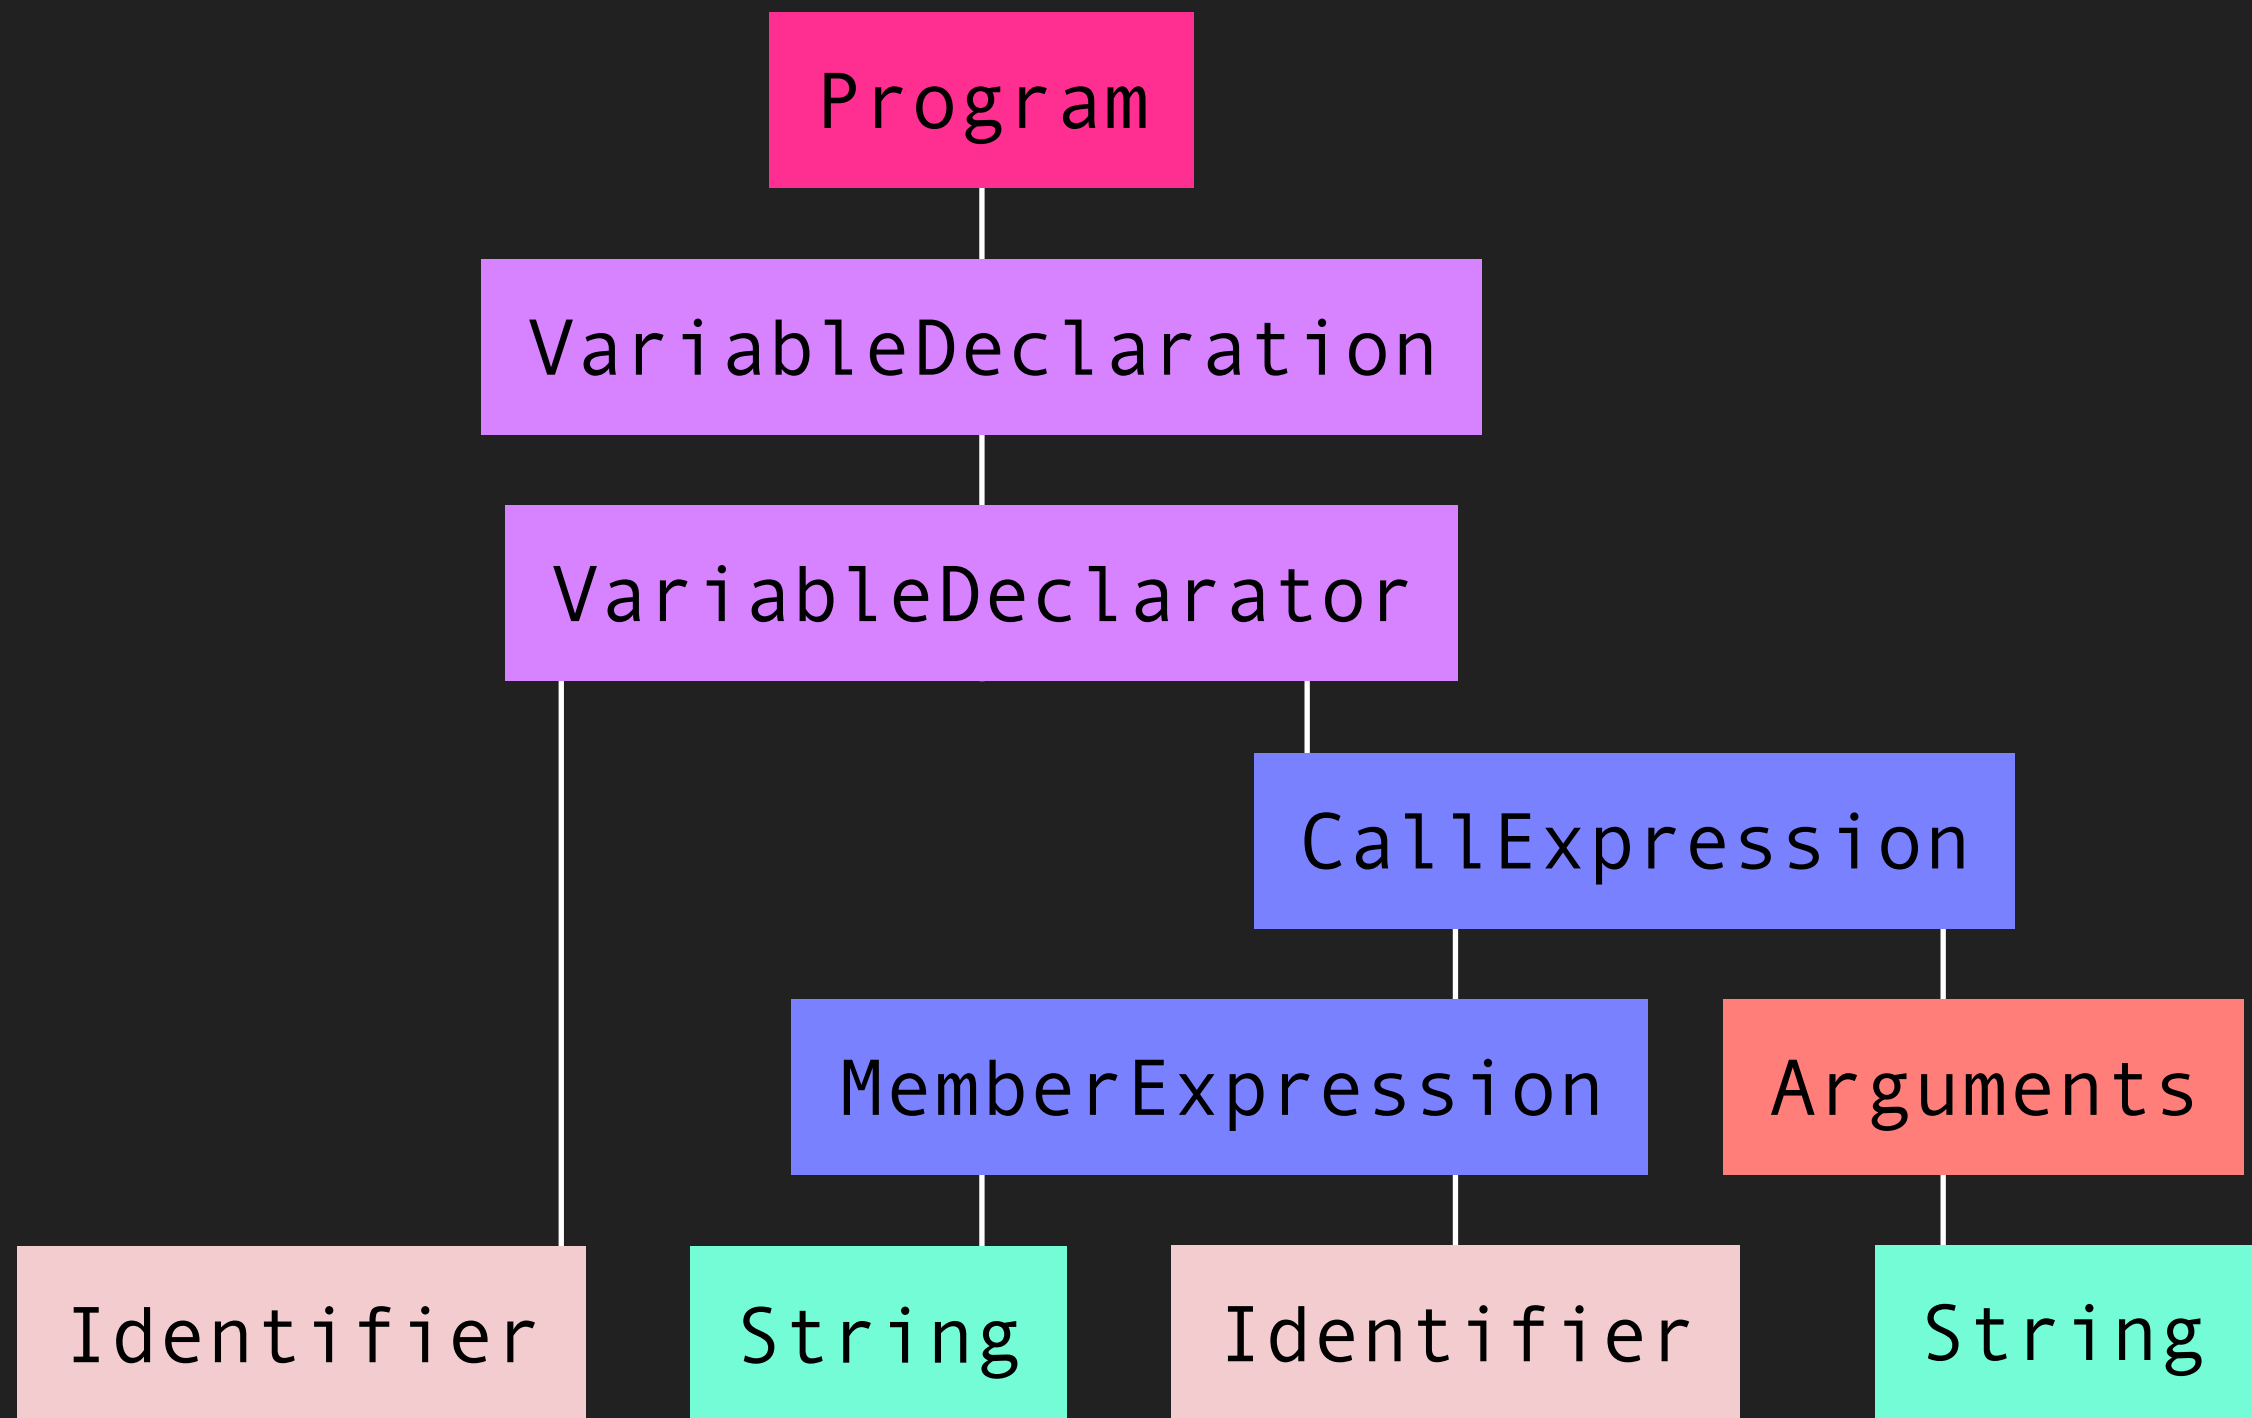 Program
VariableDeclaration
VariableDeclarator
CallExpression
MemberExpression
Arguments
Identifier
String
Identifier
String